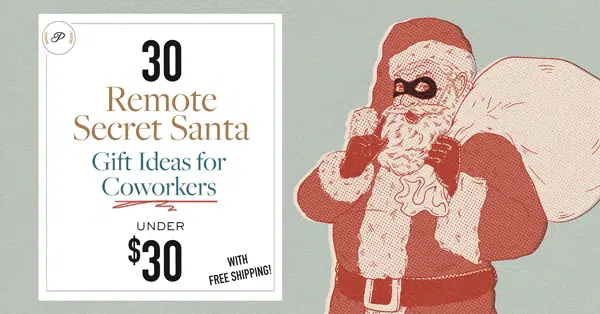 P
30
Remote
Secret Santa
Gift Ideas for
Coworkers
UNDER
$30
WITH
FREE SHIPPING!